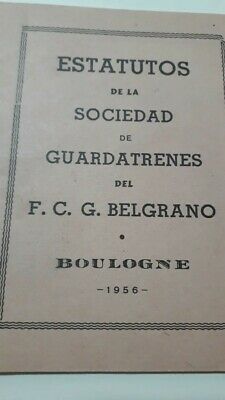 ESTATUTOS
DE LA
SOCIEDAD
DE
GUARDATRENES
DEL
F. C. G. BELGRANO
•
BOULOGNE
-1956-